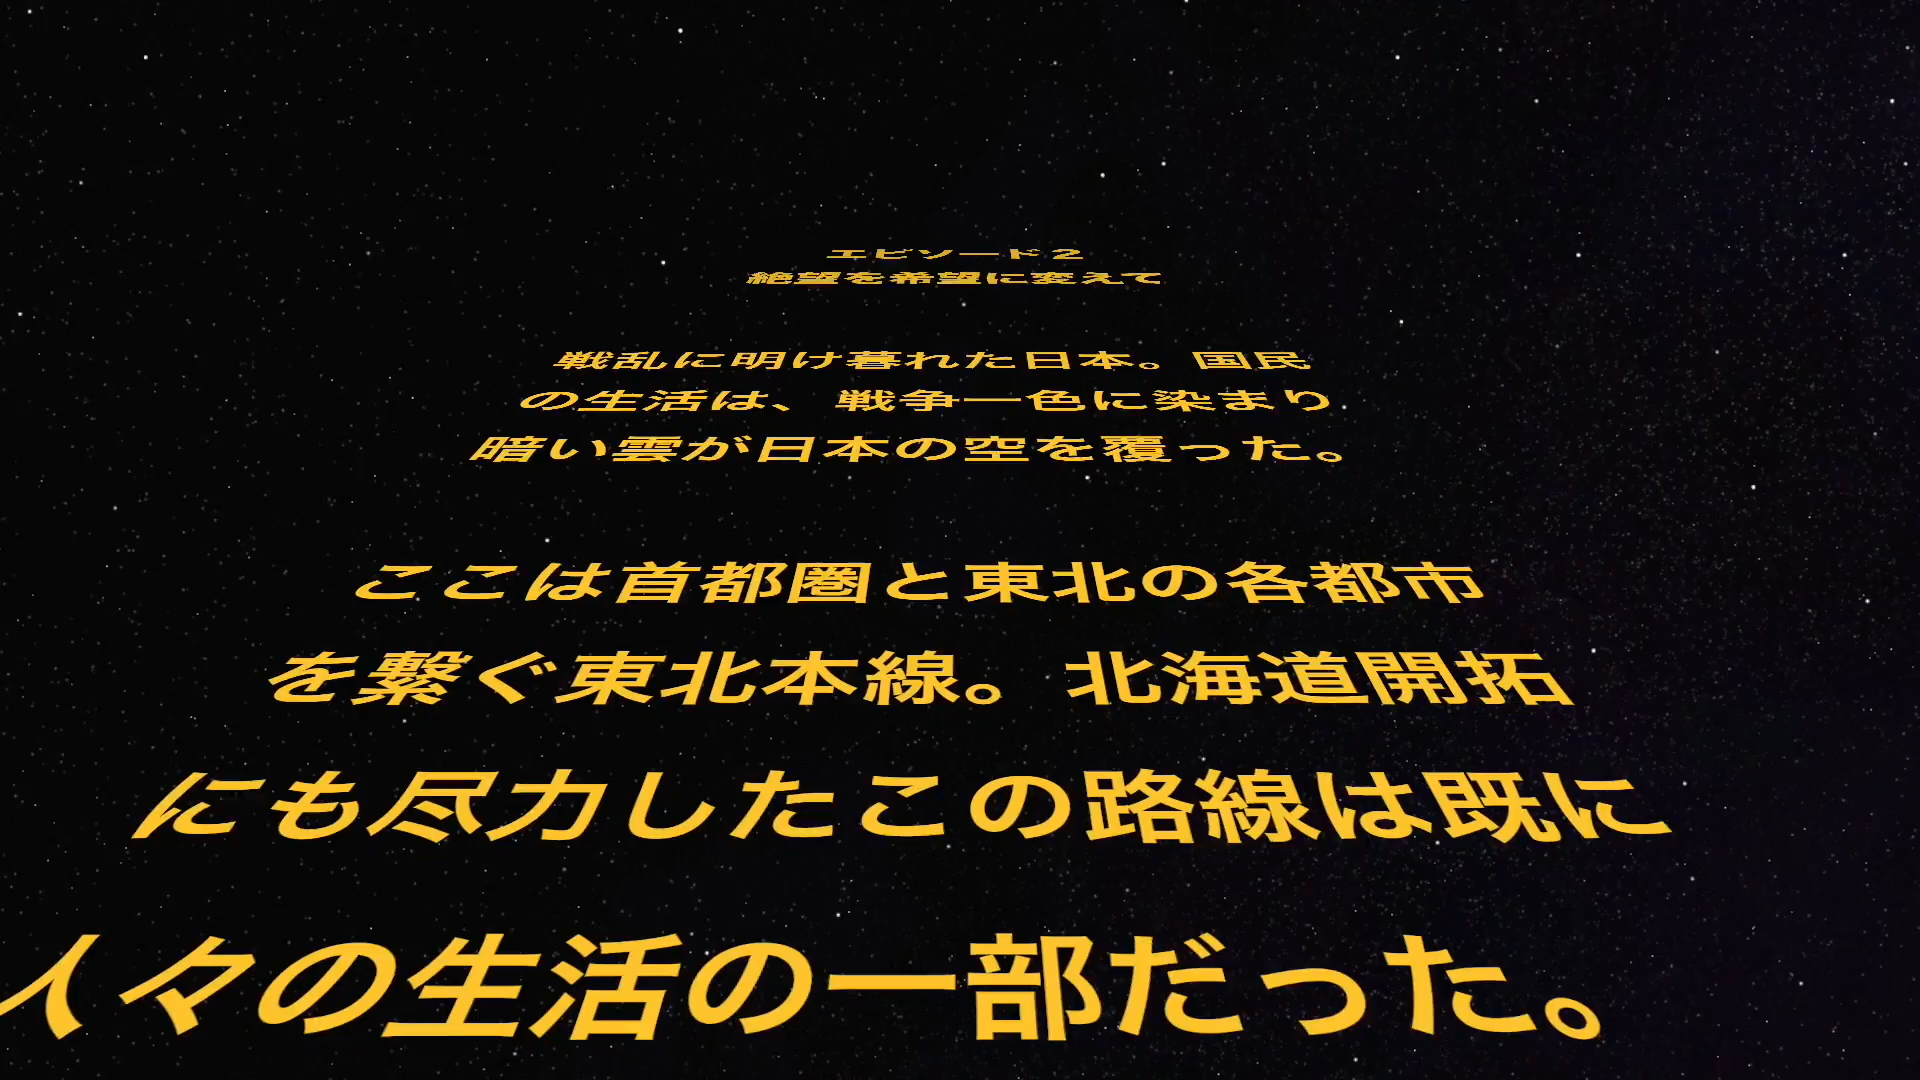 エピソード2
絶望を希望に変えて
戦乱に明け暮れた日本。国民
の生活は、戦争一色に染まり
暗い雲が日本の空を覆った。
ここは首都圏と東北の各都市
を繋ぐ東北本線。北海道開拓
にも尽力したこの路線は既に
人々の生活の一部だった。